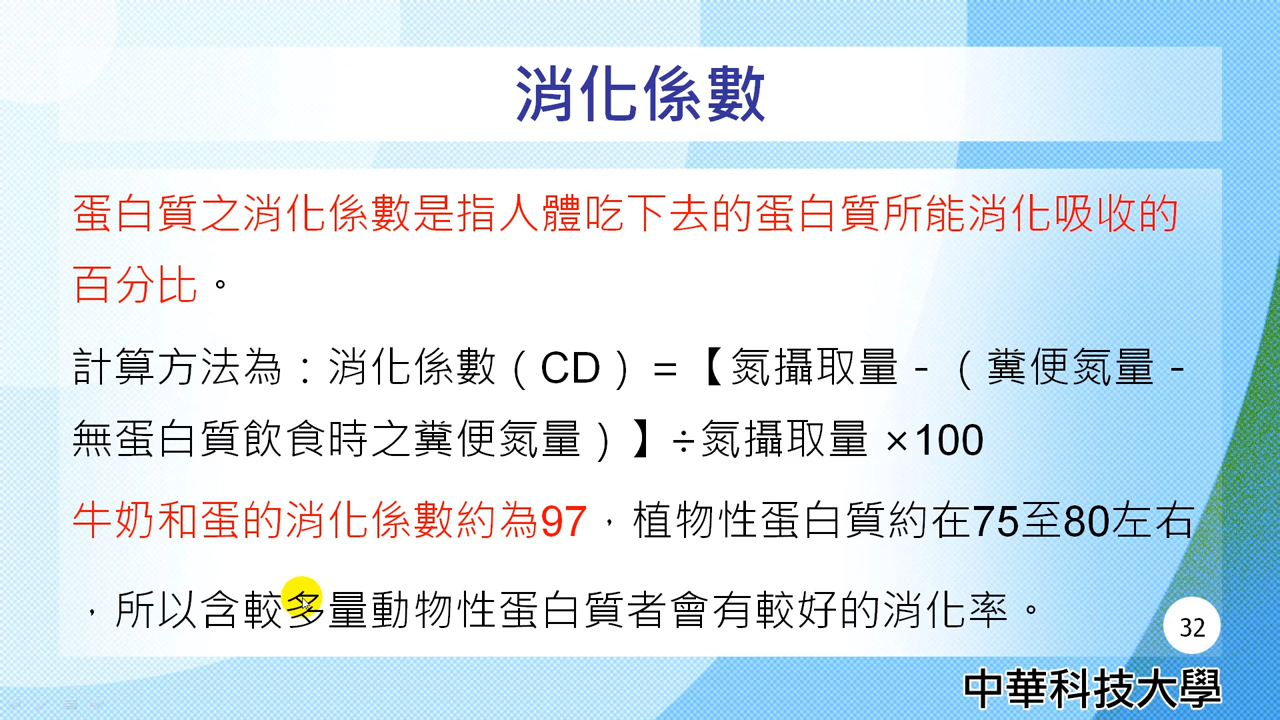 消化係數
蛋白質之消化係數是指人體吃下去的蛋白質所能消化吸收的
百分比。
計算方法為：消化係數（CD）=【氮攝取量-（糞便氮量-
無蛋白質飲食時之糞便氮量）】÷氮攝取量 ×100
牛奶和蛋的消化係數約為97，植物性蛋白質約在75至80左右
，所以含較多量動物性蛋白質者會有較好的消化率。
32
中華科技大學